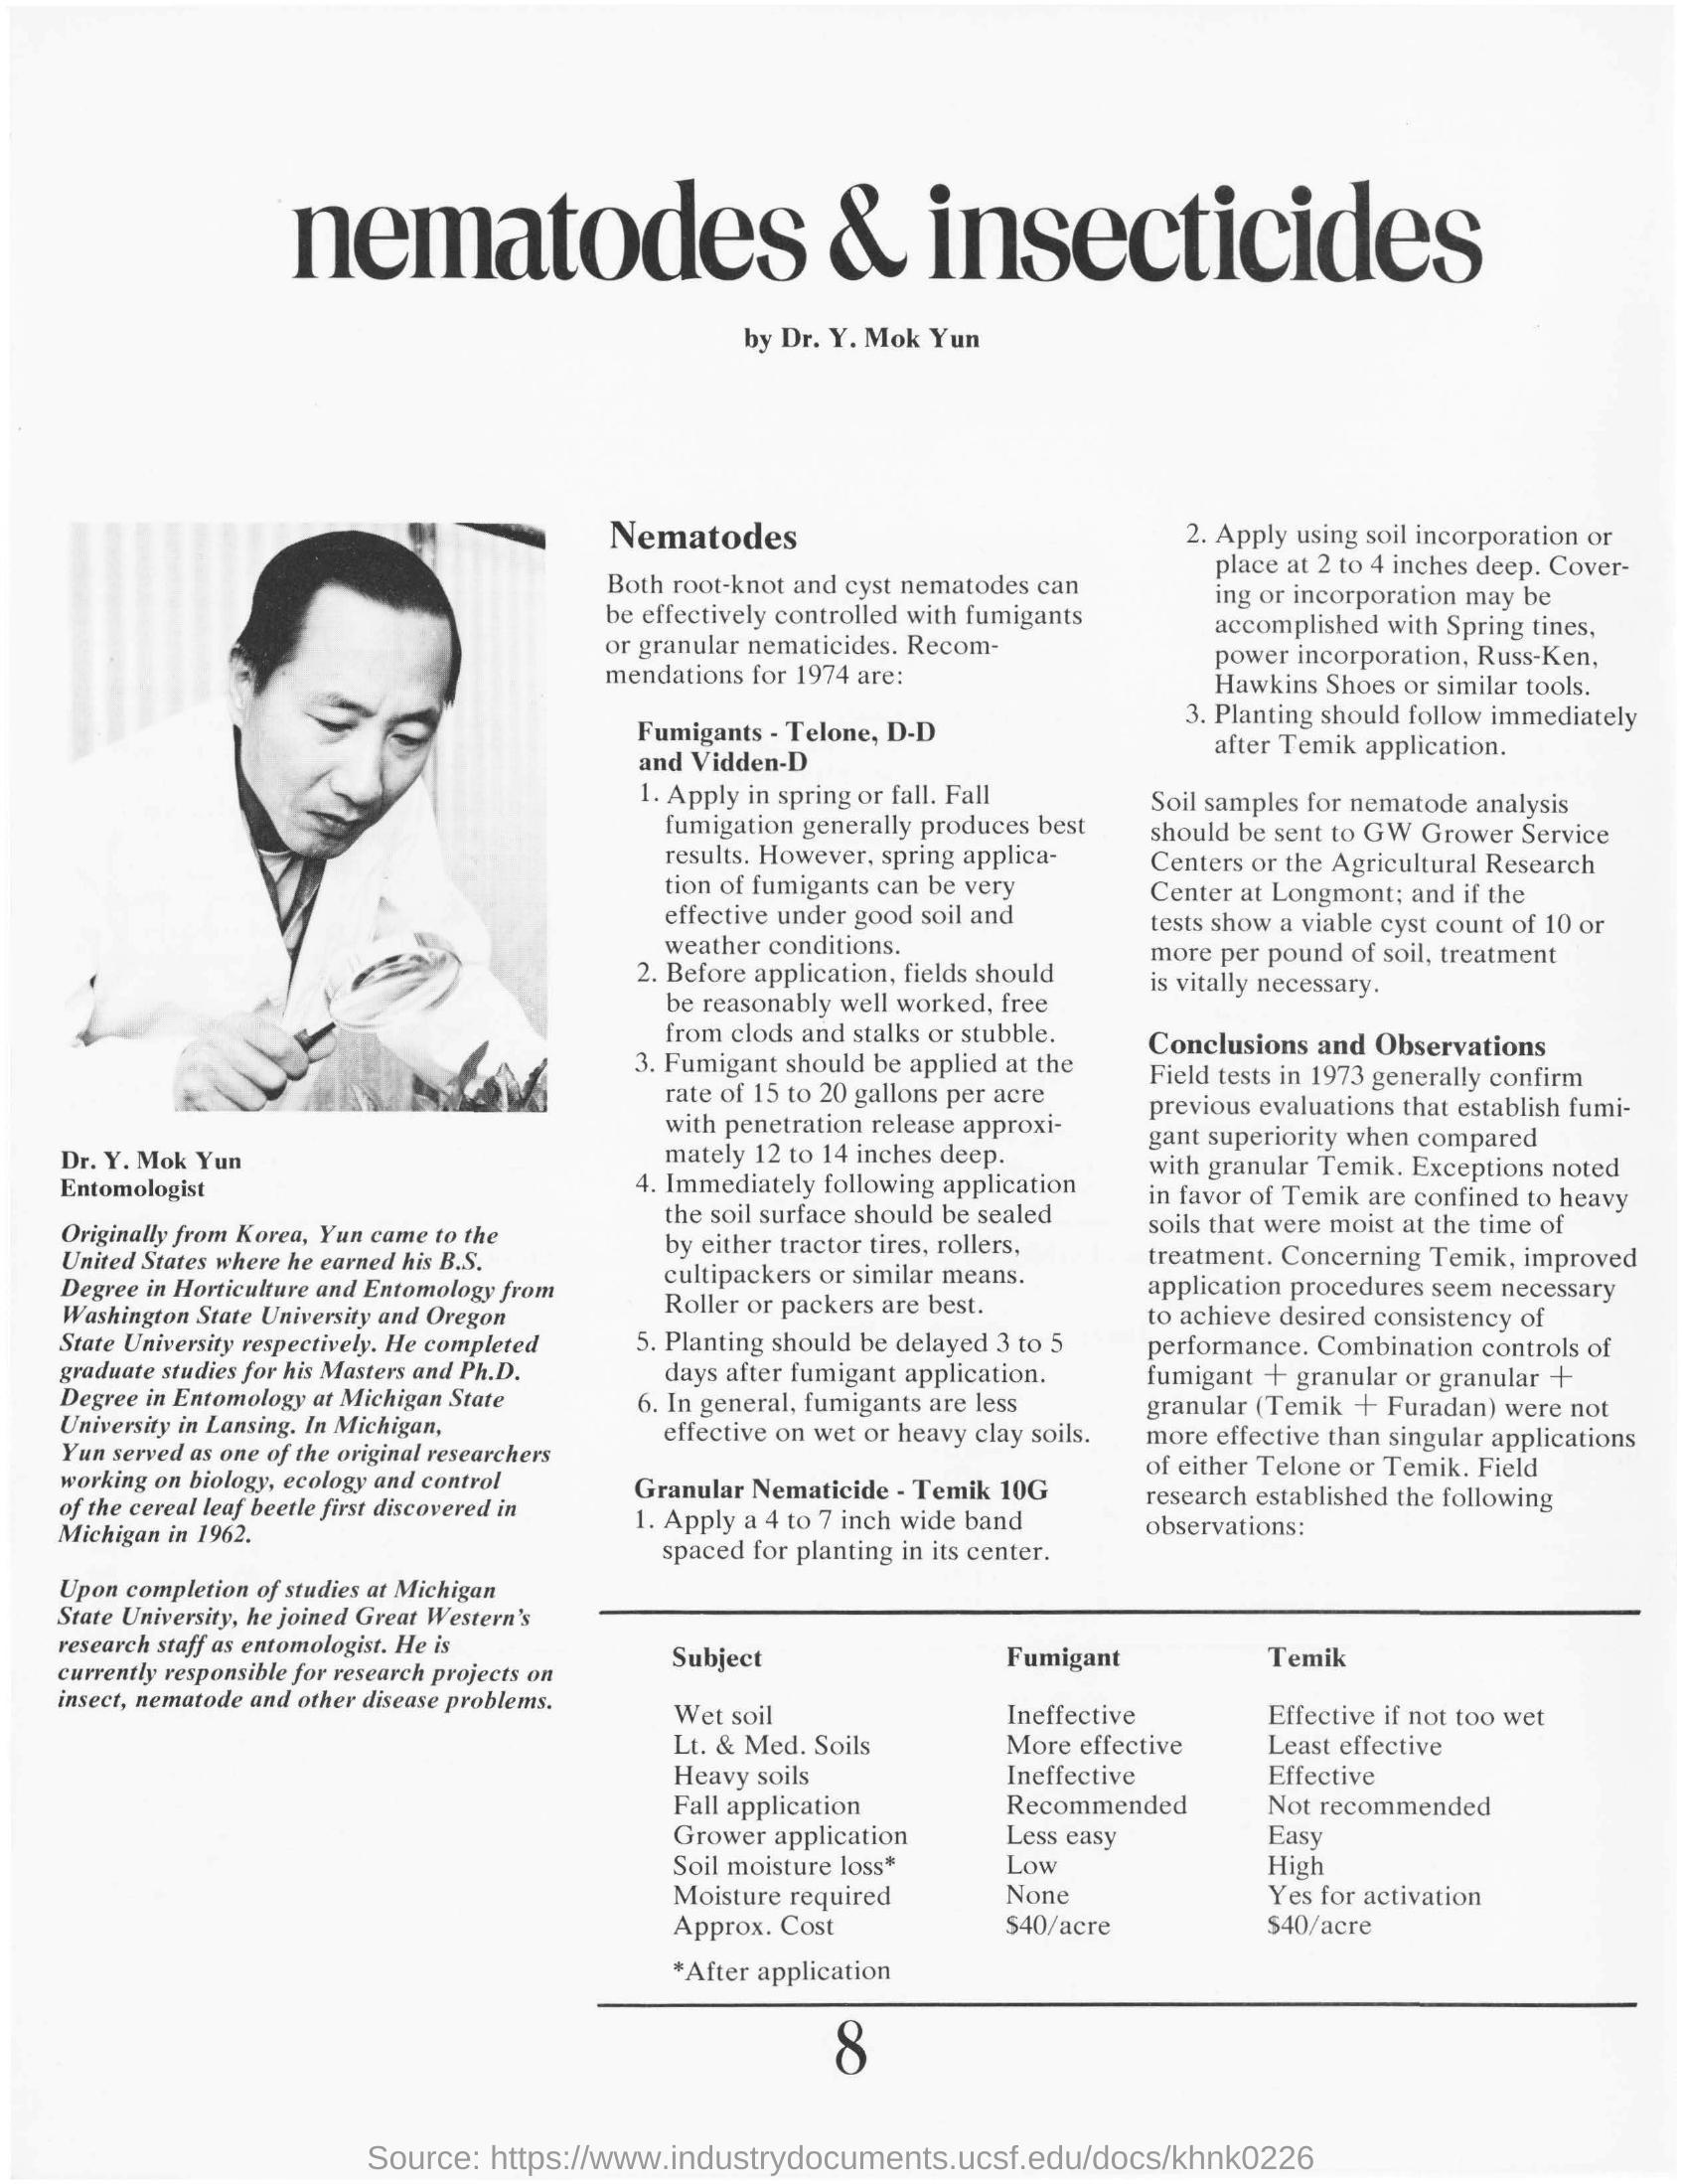 nematodes & insecticides
by Dr. Y. Mok Yun
Dr. Y. Mok Yun
Entomologist
Originally from Korea, Yun came to the
United States where he earned his B.S.
Degree in Horticulture and Entomology from
Washington State University and Oregon
State University respectively. He completed
graduate studies for his Masters and Ph.D.
Degree in Entomology at Michigan State
University in Lansing. In Michigan,
Yun served as one of the original researchers
working on biology, ecology and control
of the cereal leaf beetle first discovered in
Michigan in 1962.
Upon completion of studies at Michigan
State University, he joined Great Western's
research staff as entomologist. He is
currently responsible for research projects on
insect, nematode and other disease problems.
Nematodes
Both root-knot and cyst nematodes can
be effectively controlled with fumigants
or granular nematicides. Recom-
mendations for 1974 are:
Fumigants - Telone, D-D
and Vidden-D
1. Apply in spring or fall. Fall
fumigation generally produces best
results. However, spring applica-
tion of fumigants can be very
effective under good soil and
weather conditions.
2. Before application, fields should
be reasonably well worked, free
from clods and stalks or stubble.
3. Fumigant should be applied at the
rate of 15 to 20 gallons per acre
with penetration release approxi-
mately 12 to 14 inches deep.
4. Immediately following application
the soil surface should be sealed
by either tractor tires, rollers,
cultipackers or similar means.
Roller or packers are best.
5. Planting should be delayed 3 to 5
days after fumigant application.
6. In general, fumigants are less
effective on wet or heavy clay soils.
Granular Nematicide - Temik 10G
1. Apply a 4 to 7 inch wide band
spaced for planting in its center.
2. Apply using soil incorporation or
place at 2 to 4 inches deep. Cover-
ing or incorporation may be
accomplished with Spring tines,
power incorporation, Russ-Ken,
Hawkins Shoes or similar tools.
3. Planting should follow immediately
after Temik application.
Soil samples for nematode analysis
should be sent to GW Grower Service
Centers or the Agricultural Research
Center at Longmont; and if the
tests show a viable cyst count of 10 or
more per pound of soil, treatment
is vitally necessary.
Conclusions and Observations
Field tests in 1973 generally confirm
previous evaluations that establish fumi-
gant superiority when compared
with granular Temik. Exceptions noted
in favor of Temik are confined to heavy
soils that were moist at the time of
treatment. Concerning Temik, improved
application procedures seem necessary
to achieve desired consistency of
performance. Combination controls of
fumigant + granular or granular +
granular (Temik + Furadan) were not
more effective than singular applications
of either Telone or Temik. Field
research established the following
observations:
Subject Fumigant Temik
Wet soil Ineffective Effective if not too wet
Lt. & Med. Soils More effective Least effective
Heavy soils Ineffective Effective
Fall application Recommended Not recommended
Grower application Less easy Easy
Soil moisture loss* Low High
Moisture required None Yes for activation
Approx. Cost $40/acre $40/acre
*After application
8
Source: https://www.industrydocuments.ucsf.edu/docs/khnk0226